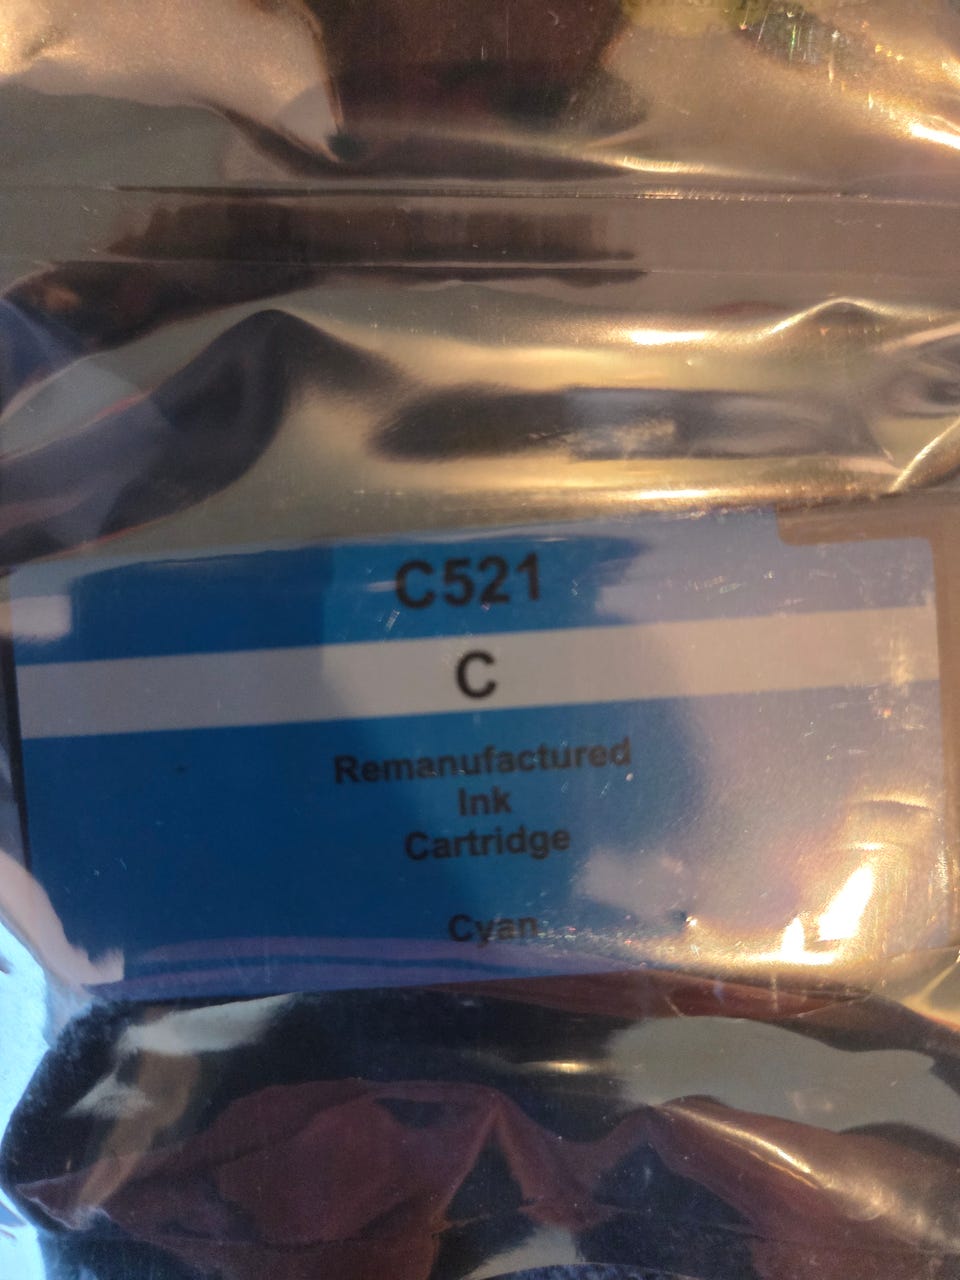 C521
C
Remanufactured
Ink
Cartridge
Cyan